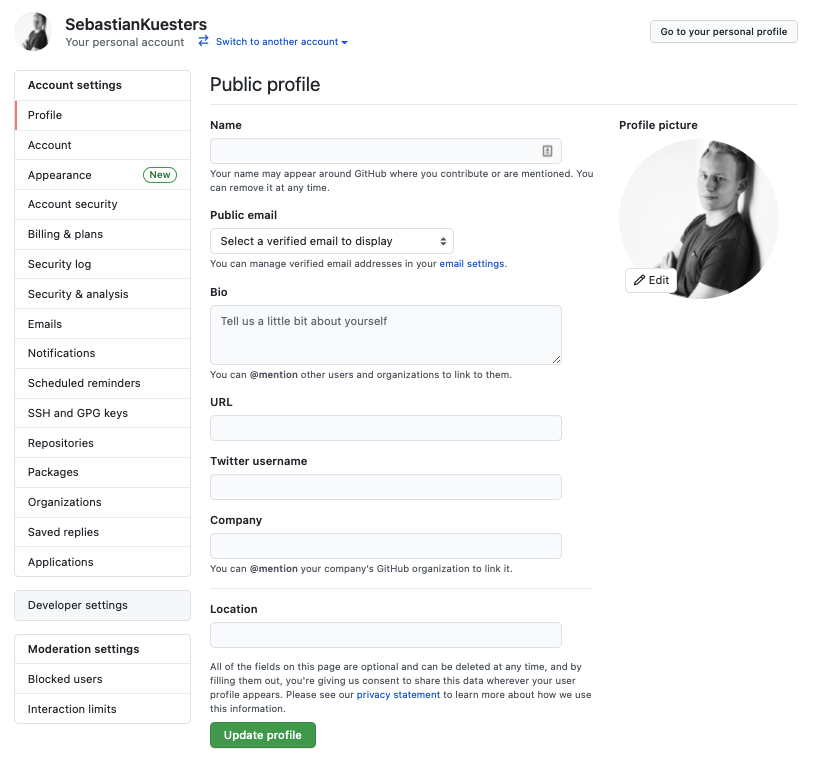 SebastianKuesters
Your personal account
Switch to another account
Go to your personal profile
Account settings
Profile
Account
Appearance
New
Account security
Billing & plans
Security log
Security & analysis
Emails
Notifications
Scheduled reminders
SSH and GPG keys
Repositories
Packages
Organizations
Saved replies
Applications
Developer settings
Moderation settings
Blocked users
Interaction limits
Public profile
Name
Your name may appear around GitHub where you contribute or are mentioned. You
can remove it at any time.
Public email
Select a verified email to display
You can manage verified email addresses in your email settings.
Bio
Tell us a little bit about yourself
You can @mention other users and organizations to link to them.
URL
Twitter username
Company
You can @mention your company's GitHub organization to link it.
Location
All of the fields on this page are optional and can be deleted at any time, and by
filling them out, you're giving us consent to share this data wherever your user
profile appears. Please see our privacy statement to learn more about how we use
this information.
Update profile
Profile picture
Edit